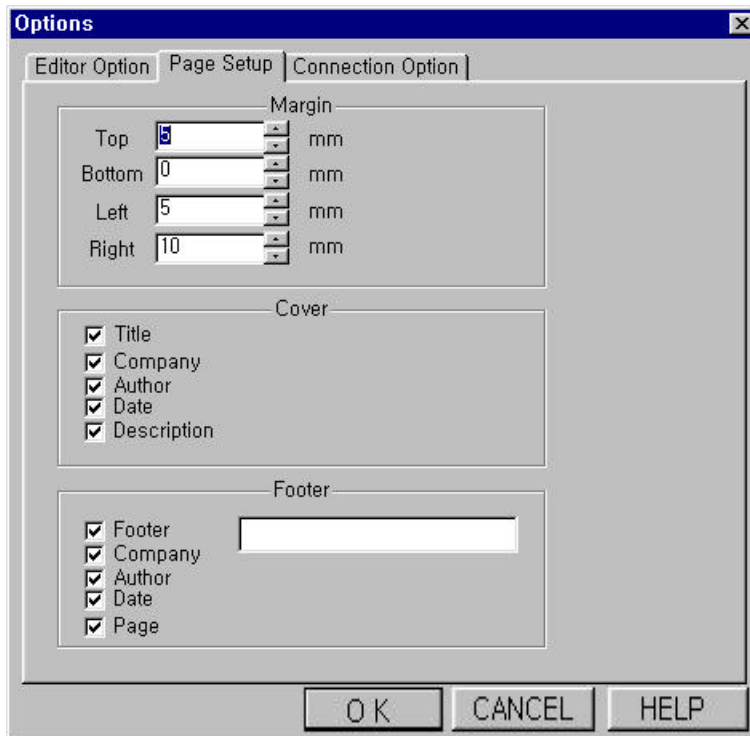 Options
Editor Option Page Setup Connection Option
Margin
Top 5 mm
Bottom 0 mm
Left 5 mm
Right 10 mm
Cover
Title
Company
Author
Date
Description
Footer
Footer
Company
Author
Date
Page
OK CANCEL HELP